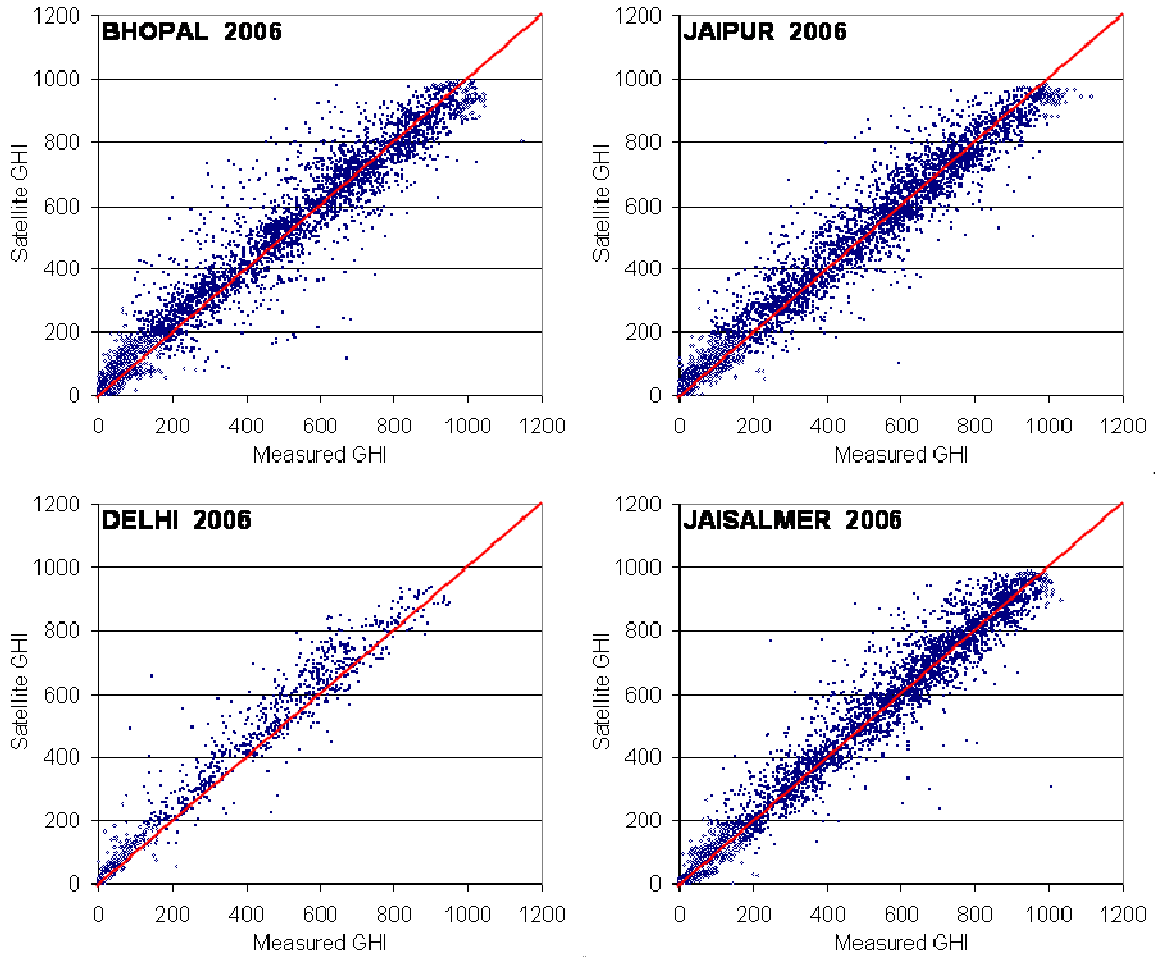 BHOPAL 2006
1200
1000
800
600
400
200
0
Satellite GHI
0 200 400 600 800 1000 1200
Measured GHI
JAIPUR 2006
1200
1000
800
600
400
200
0
Satellite GHI
0 200 400 600 800 1000 1200
Measured GHI
DELHI 2006
1200
1000
800
600
400
200
0
Satellite GHI
0 200 400 600 800 1000 1200
Measured GHI
JAISALMER 2006
1200
1000
800
600
400
200
0
Satellite GHI
0 200 400 600 800 1000 1200
Measured GHI